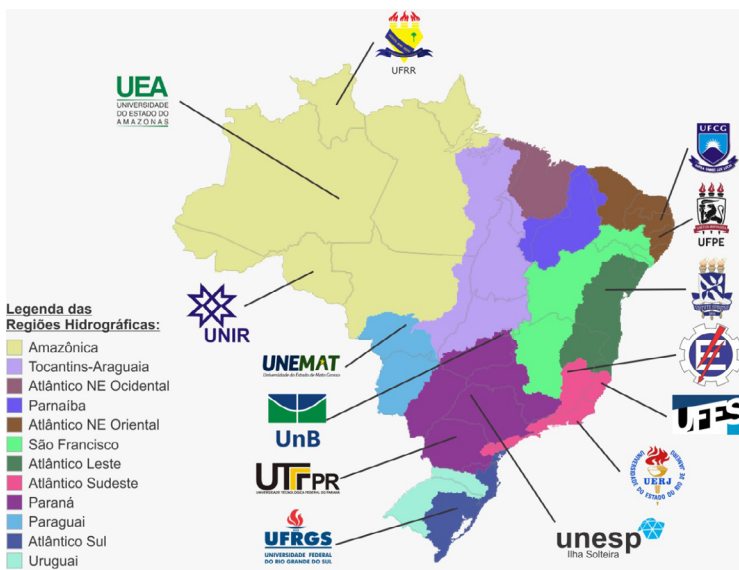 UFRR
UEA
UNIVERSIDADE
DO ESTADO DO
AMAZONAS
UFCG
UFPE
UNIR
Legenda das
Regiões Hidrográficas:
Amazônica
Tocantins-Araguaia
Atlântico NE Ocidental
Parnaíba
Atlântico NE Oriental
São Francisco
Atlântico Leste
Atlântico Sudeste
Paraná
Paraguai
Atlântico Sul
Uruguai
UNEMAT
Universidade do Estado de Mato Grosso
UnB
UTFPR
UNIVERSIDADE TECNOLÓGICA FEDERAL DO PARANÁ
UFRGS
UNIVERSIDADE FEDERAL
DO RIO GRANDE DO SUL
UFES
UNIVERSIDADE DO ESTADO DO RIO DE JANEIRO
UERJ
unesp
Ilha Solteira